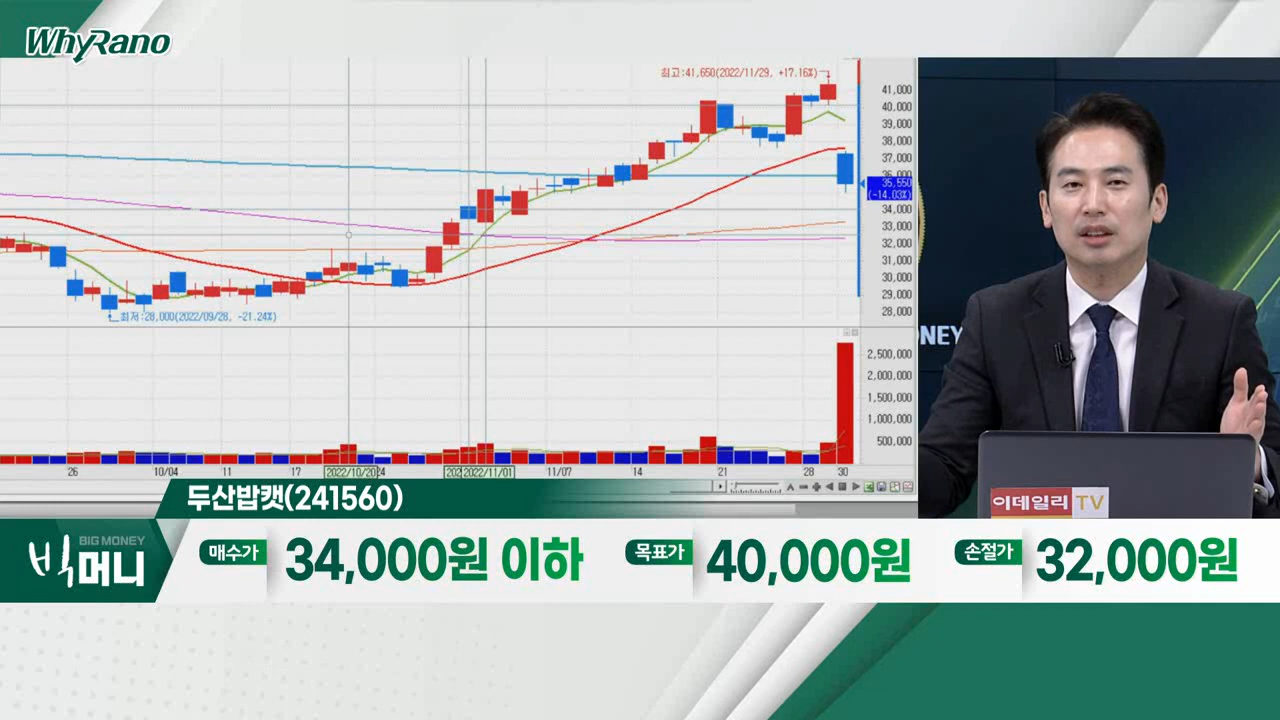 WhyRano
최고:41,650(2022/11/29, +17.16%)
41,000
40,000
39,000
38,000
37,000
36,000
35,550
(-14.03%)
34,000
33,000
32,000
31,000
30,000
29,000
28,000
최저:28,000(2022/09/28, -21.24%)
2,500,000
2,000,000
1,500,000
1,000,000
500,000
26 10/04 11 17 2022/10/20 24 2022/11/01 11/07 14 21 28 30
NEY
이데일리 TV
두산밥캣(241560)
BIG MONEY
빅머니
매수가 34,000원 이하 목표가 40,000원 손절가 32,000원